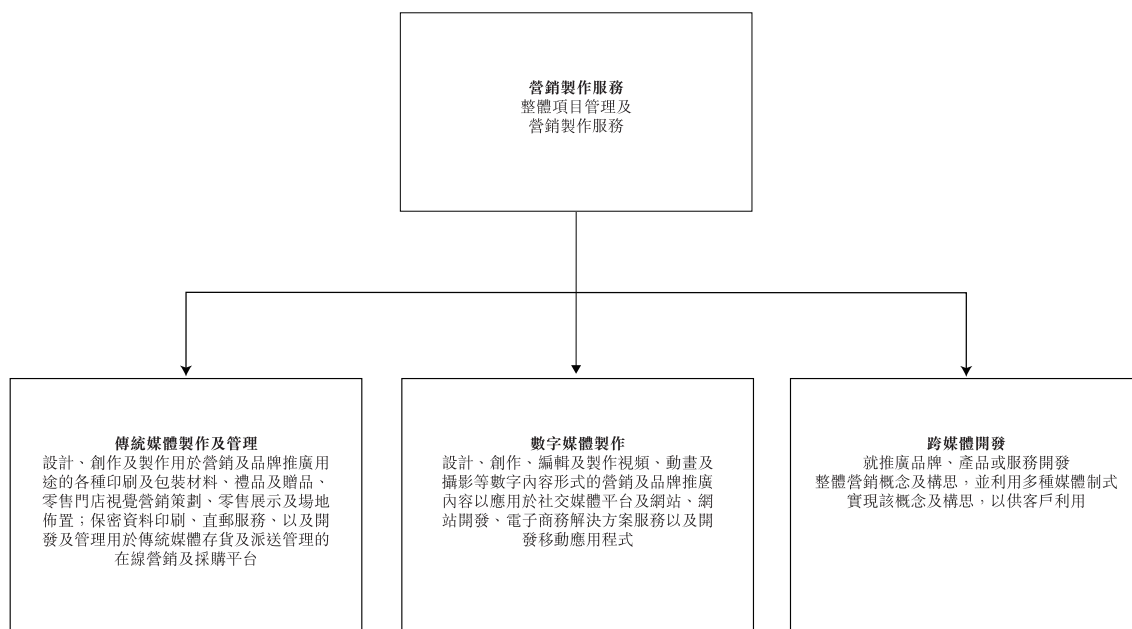 營銷製作服務
整體項目管理及
營銷製作服務
傳統媒體製作及管理
設計、創作及製作用於營銷及品牌推廣用
途的各種印刷及包裝材料、禮品及贈品、
零售門店視覺營銷策劃、零售展示及場地
佈置；保密資料印刷、直郵服務、以及開
發及管理用於傳統媒體存貨及派送管理的
在線營銷及採購平台
數字媒體製作
設計、創作、編輯及製作視頻、動畫及
攝影等數字內容形式的營銷及品牌推廣
內容以應用於社交媒體平台及網站、網
站開發、電子商務解決方案服務以及開
發移動應用程式
跨媒體開發
就推廣品牌、產品或服務開發
整體營銷概念及構思，並利用多種媒體制式
實現該概念及構思，以供客戶利用